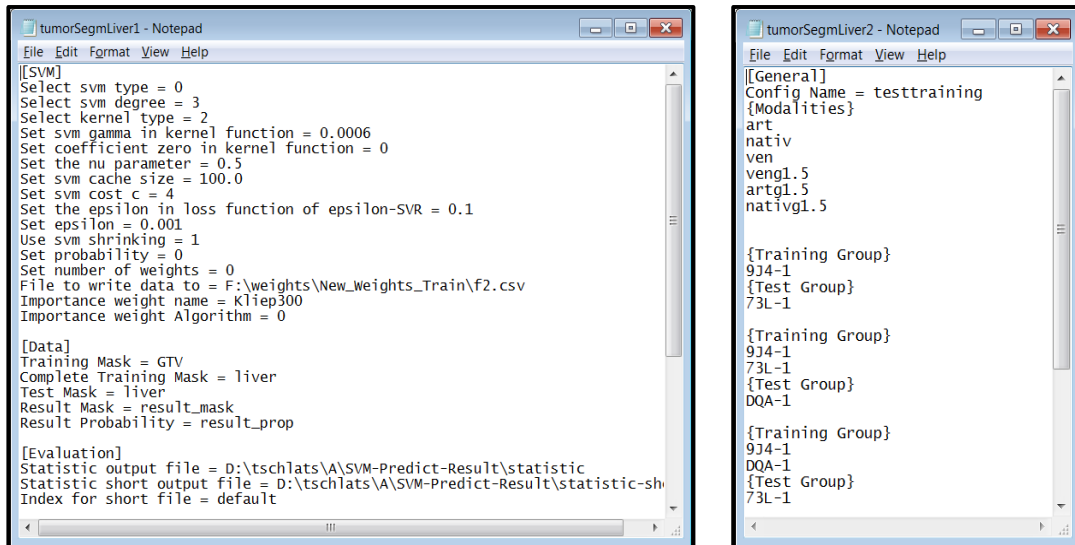 tumorSegmLiver1 - Notepad
File Edit Format View Help
[SVM]
Select svm type = 0
Select svm degree = 3
Select kernel type = 2
Set svm gamma in kernel function = 0.0006
Set coefficient zero in kernel function = 0
Set the nu parameter = 0.5
Set svm cache size = 100.0
Set svm cost c = 4
Set the epsilon in loss function of epsilon-SVR = 0.1
Set epsilon = 0.001
Use svm shrinking = 1
Set probability = 0
Set number of weights = 0
File to write data to = F:\weights\New_Weights_Train\f2.csv
Importance weight name = Kliep300
Importance weight Algorithm = 0
[Data]
Training Mask = GTV
Complete Training Mask = liver
Test Mask = liver
Result Mask = result_mask
Result Probability = result_prop
[Evaluation]
Statistic output file = D:\tschlats\A\SVM-Predict-Result\statistic
Statistic short output file = D:\tschlats\A\SVM-Predict-Result\statistic-sh
Index for short file = default
tumorSegmLiver2 - Notepad
File Edit Format View Help
[General]
Config Name = testtraining
{Modalities}
art
nativ
ven
veng1.5
artg1.5
nativg1.5
{Training Group}
9J4-1
{Test Group}
73L-1
{Training Group}
9J4-1
73L-1
{Test Group}
DQA-1
{Training Group}
9J4-1
DQA-1
{Test Group}
73L-1